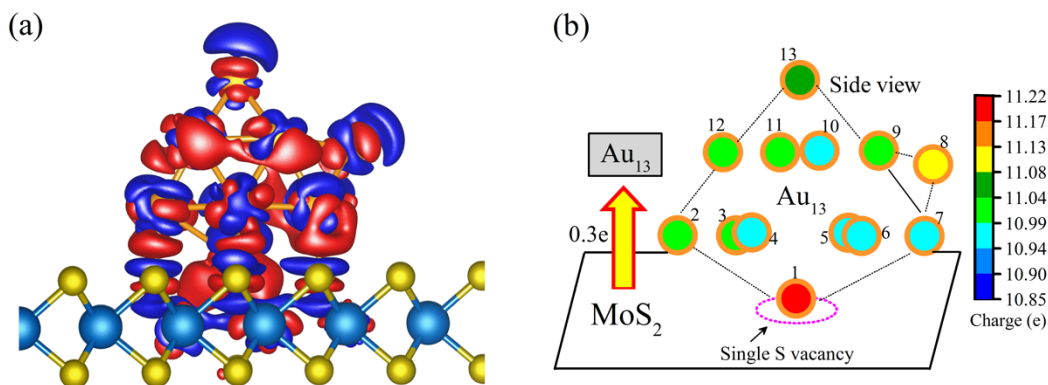 (a)
(b)
13
Side view
12
11
10
9
8
Au₁₃
Au₁₃
2
3
4
5
6
7
0.3e
1
MoS₂
Single S vacancy
11.22
11.17
11.13
11.08
11.04
10.99
10.94
10.90
10.85
Charge (e)